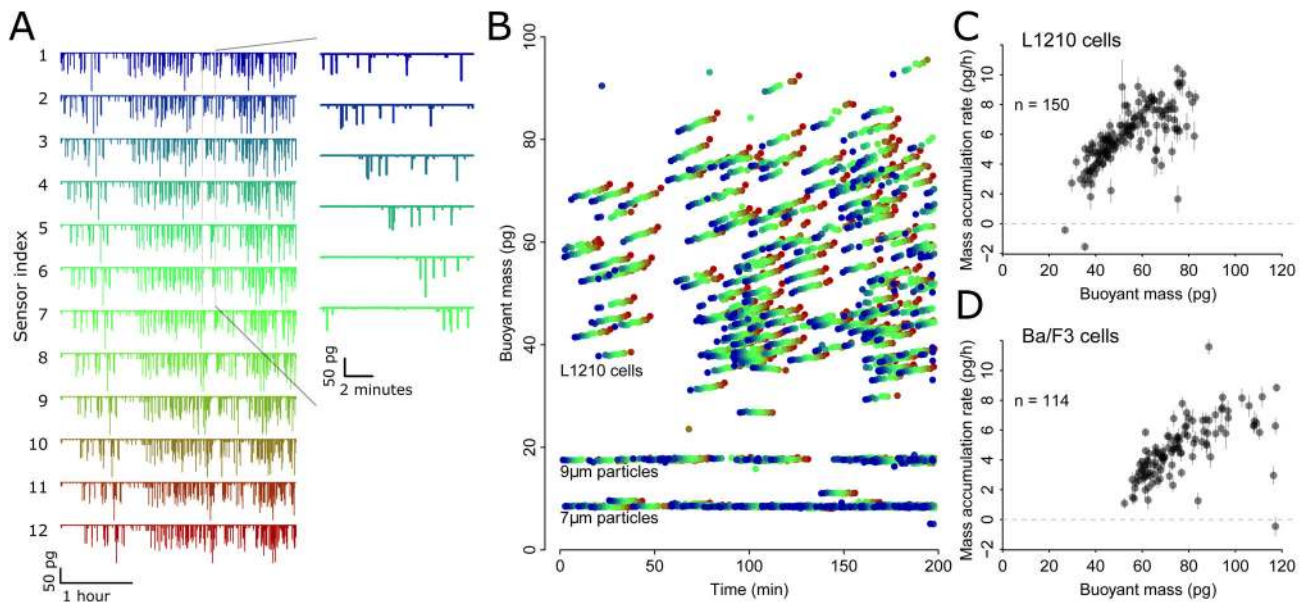 A
Sensor index
1
2
3
4
5
6
7
8
9
10
11
12
50 pg
1 hour
50 pg
2 minutes
B
Buoyant mass (pg)
100
80
60
40
20
0
L1210 cells
9µm particles
7µm particles
0
50
100
150
200
Time (min)
C
L1210 cells
n = 150
Mass accumulation rate (pg/h)
10
8
6
4
2
0
-2
0
20
40
60
80
100
120
Buoyant mass (pg)
D
Ba/F3 cells
n = 114
Mass accumulation rate (pg/h)
10
8
6
4
2
0
-2
0
20
40
60
80
100
120
Buoyant mass (pg)